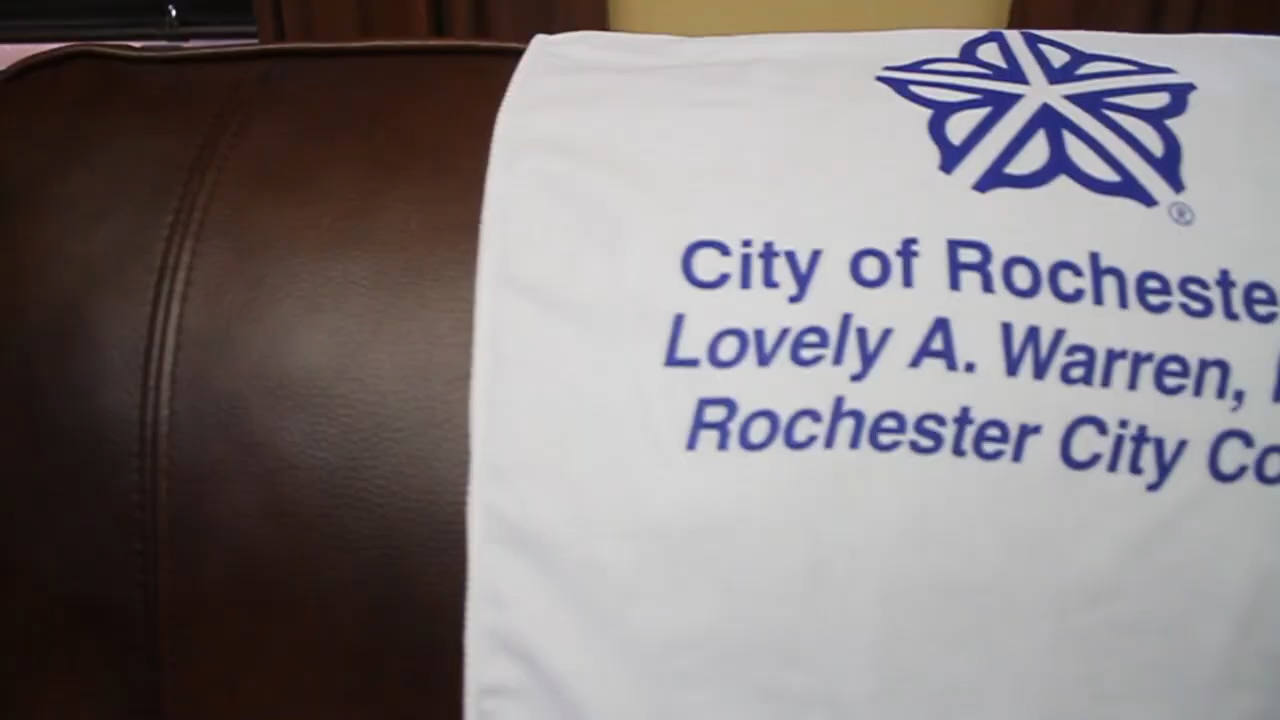 City of Rocheste
Lovely A. Warren,
Rochester City Co
®